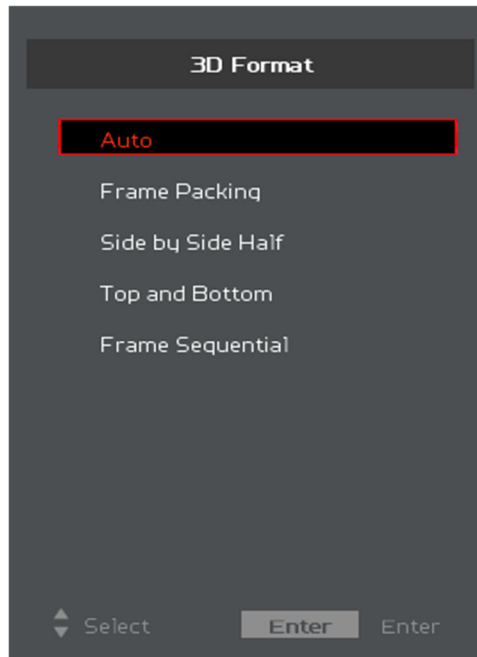 3D Format
Auto
Frame Packing
Side by Side Half
Top and Bottom
Frame Sequential
Select Enter Enter